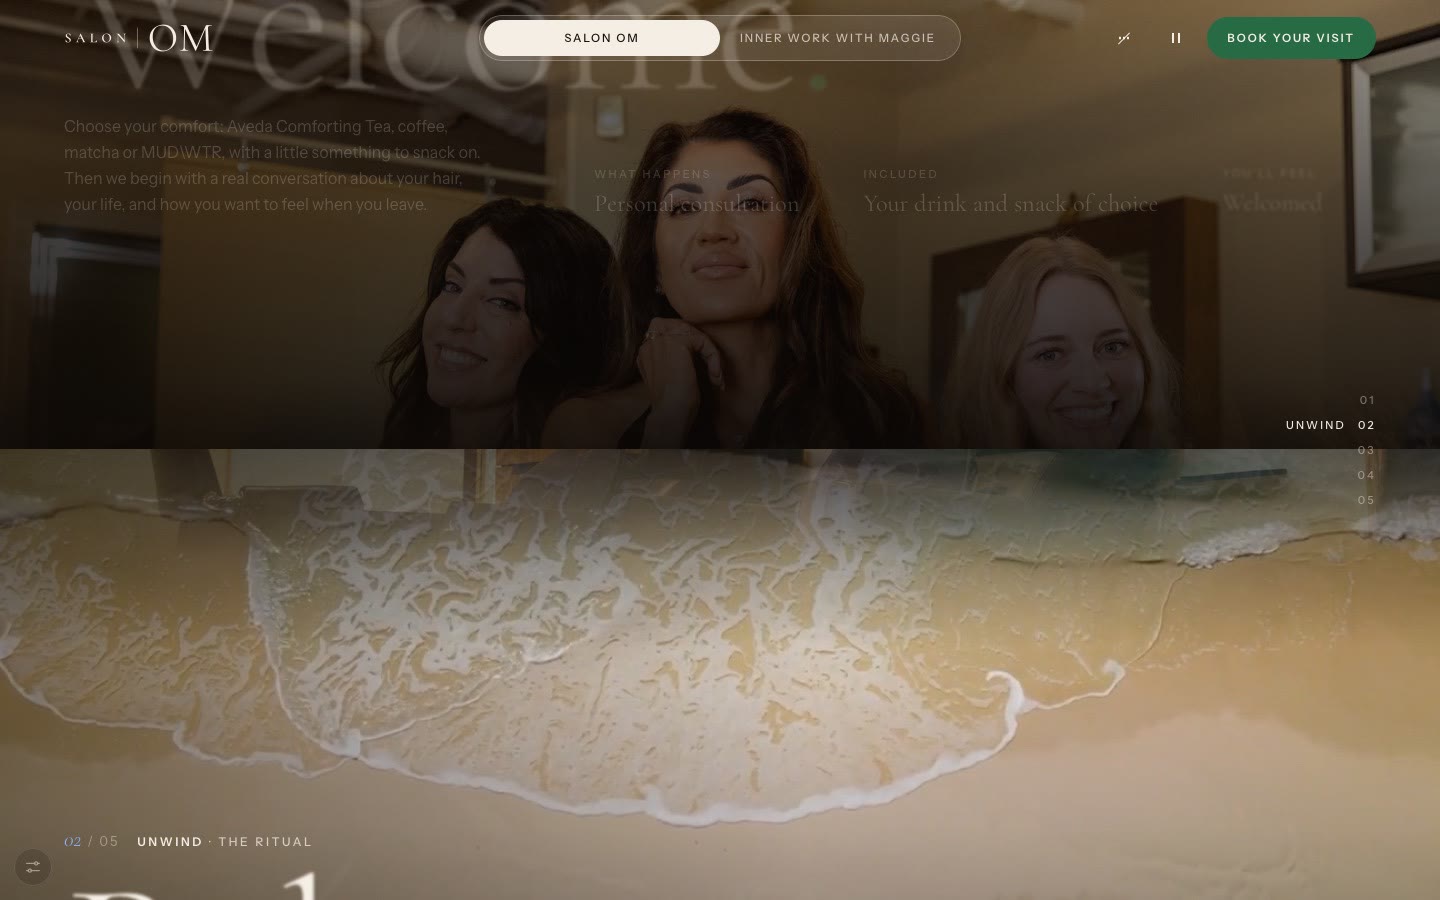 Welcome.
SALON | OM
SALON OM
INNER WORK WITH MAGGIE
BOOK YOUR VISIT
Choose your comfort: Aveda Comforting Tea, coffee,
matcha or MUD\WTR, with a little something to snack on.
Then we begin with a real conversation about your hair,
your life, and how you want to feel when you leave.
WHAT HAPPENS
Personal consultation
INCLUDED
Your drink and snack of choice
YOU'LL FEEL
Welcomed
01
UNWIND 02
03
04
05
02 / 05 UNWIND · THE RITUAL